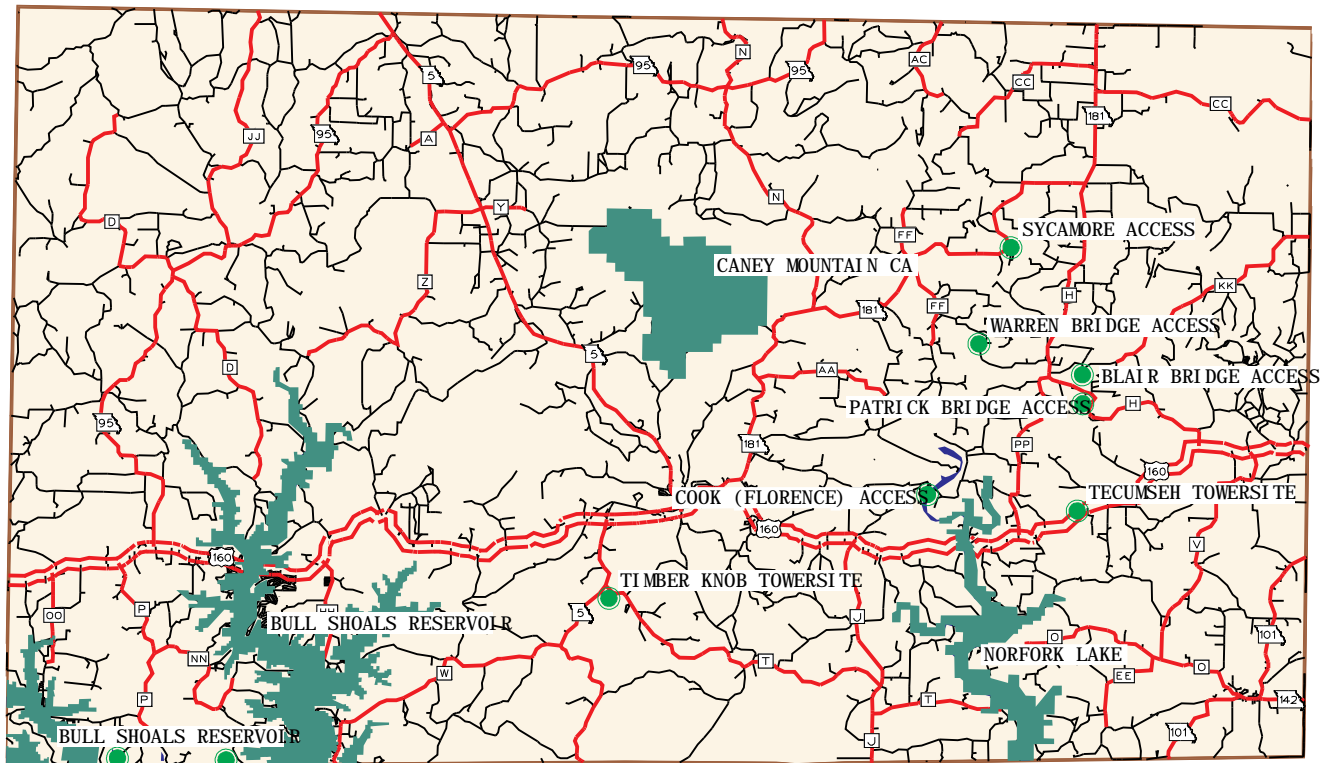 N
AC
95
95
5
CC
CC
181
JJ
95
A
N
Y
D
FF
SYCAMORE ACCESS
CANEY MOUNTAIN CA
Z
KK
H
FF
181
WARREN BRIDGE ACCESS
5
D
AA
BLAIR BRIDGE ACCESS
PATRICK BRIDGE ACCESS
H
95
181
PP
160
COOK (FLORENCE) ACCESS
TECUMSEH TOWERSITE
160
160
V
TIMBER KNOB TOWERSITE
OO
P
HH
5
J
BULL SHOALS RESERVOIR
O
101
NORFORK LAKE
NN
T
O
W
EE
P
T
142
BULL SHOALS RESERVOIR
J
101